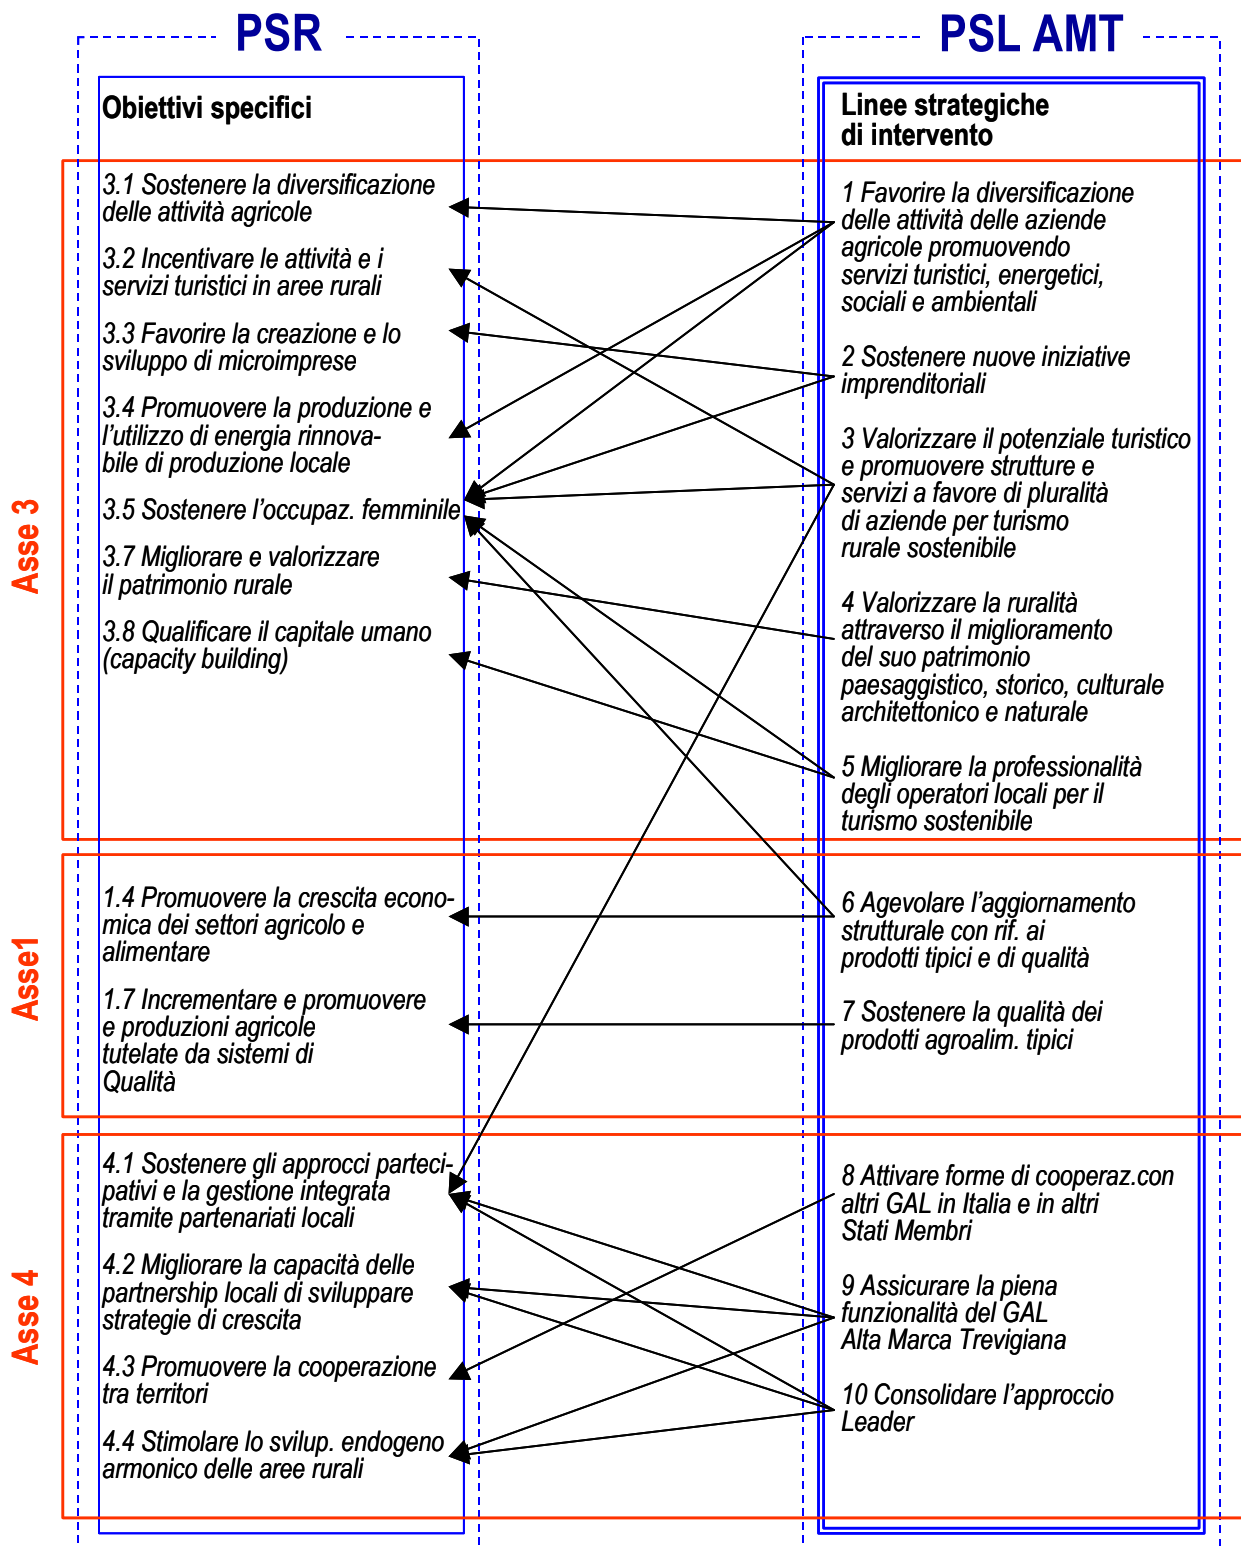 PSR
PSL AMT
Obiettivi specifici
Linee strategiche
di intervento
Asse 3
3.1 Sostenere la diversificazione
delle attività agricole
3.2 Incentivare le attività e i
servizi turistici in aree rurali
3.3 Favorire la creazione e lo
sviluppo di microimprese
3.4 Promuovere la produzione e
l'utilizzo di energia rinnova-
bile di produzione locale
3.5 Sostenere l'occupaz. femminile
3.7 Migliorare e valorizzare
il patrimonio rurale
3.8 Qualificare il capitale umano
(capacity building)
1 Favorire la diversificazione
delle attività delle aziende
agricole promuovendo
servizi turistici, energetici,
sociali e ambientali
2 Sostenere nuove iniziative
imprenditoriali
3 Valorizzare il potenziale turistico
e promuovere strutture e
servizi a favore di pluralità
di aziende per turismo
rurale sostenibile
4 Valorizzare la ruralità
attraverso il miglioramento
del suo patrimonio
paesaggistico, storico, culturale
architettonico e naturale
5 Migliorare la professionalità
degli operatori locali per il
turismo sostenibile
Asse1
1.4 Promuovere la crescita econo-
mica dei settori agricolo e
alimentare
1.7 Incrementare e promuovere
e produzioni agricole
tutelate da sistemi di
Qualità
6 Agevolare l'aggiornamento
strutturale con rif. ai
prodotti tipici e di qualità
7 Sostenere la qualità dei
prodotti agroalim. tipici
Asse 4
4.1 Sostenere gli approcci parteci-
pativi e la gestione integrata
tramite partenariati locali
4.2 Migliorare la capacità delle
partnership locali di sviluppare
strategie di crescita
4.3 Promuovere la cooperazione
tra territori
4.4 Stimolare lo svilup. endogeno
armonico delle aree rurali
8 Attivare forme di cooperaz.con
altri GAL in Italia e in altri
Stati Membri
9 Assicurare la piena
funzionalità del GAL
Alta Marca Trevigiana
10 Consolidare l'approccio
Leader